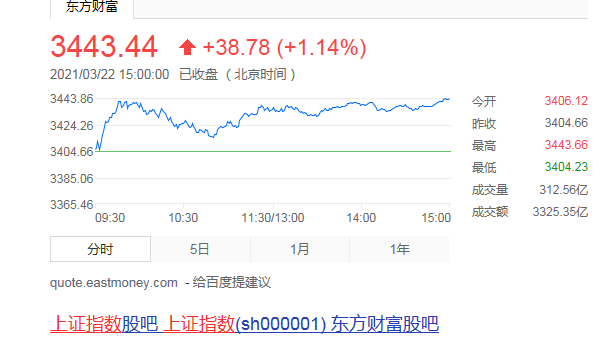 东方财富
3443.44 +38.78 (+1.14%)
2021/03/22 15:00:00 已收盘 ( 北京时间 )
3443.86
3424.26
3404.66
3385.06
3365.46
09:30 10:30 11:30/13:00 14:00 15:00
今开 3406.12
昨收 3404.66
最高 3443.66
最低 3404.23
成交量 312.56亿
成交额 3325.35亿
分时 5日 1月 1年
quote.eastmoney.com - 给百度提建议
上证指数股吧_上证指数(sh000001)_东方财富股吧